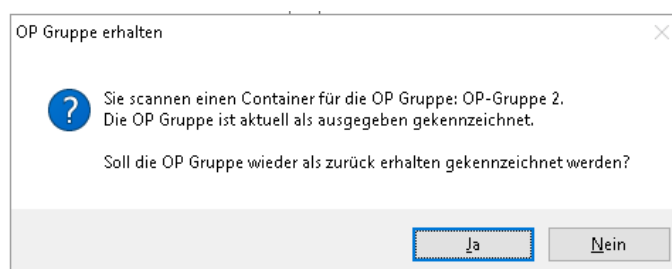 OP Gruppe erhalten
Sie scannen einen Container für die OP Gruppe: OP-Gruppe 2.
Die OP Gruppe ist aktuell als ausgegeben gekennzeichnet.
Soll die OP Gruppe wieder als zurück erhalten gekennzeichnet werden?
Ja
Nein